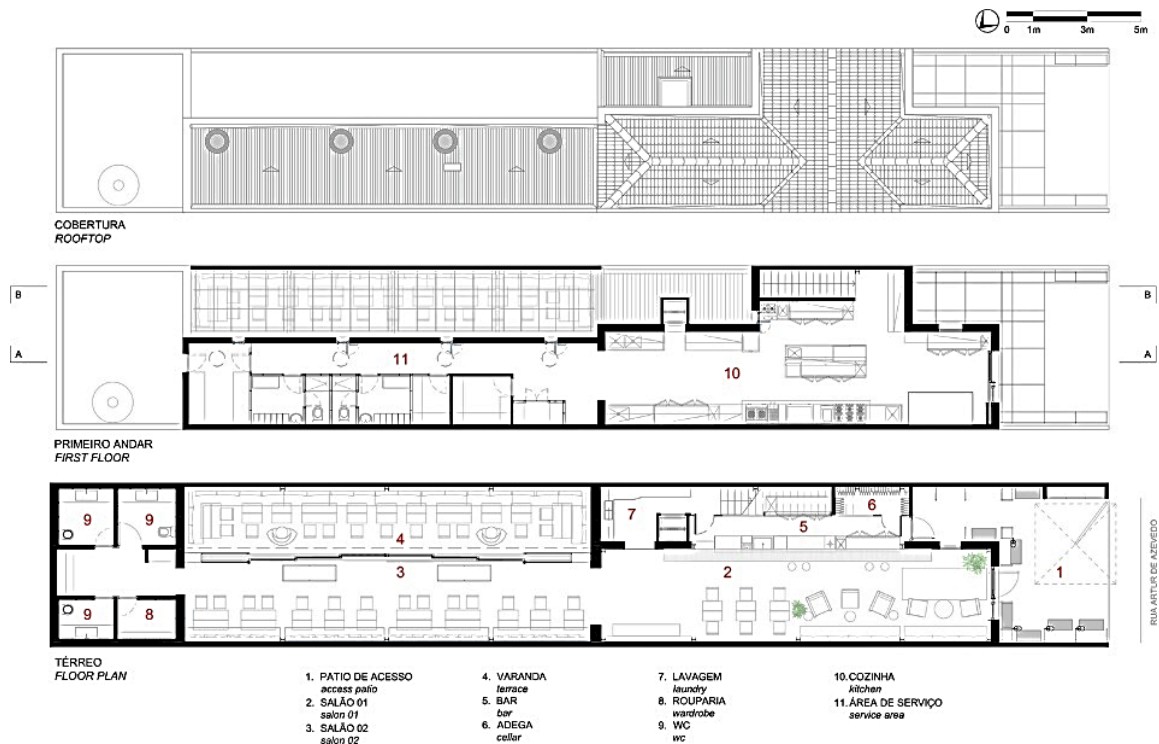 0 1m 3m 5m
COBERTURA
ROOFTOP
B
B
A
A
11
10
PRIMEIRO ANDAR
FIRST FLOOR
9
9
7
6
5
4
3
2
1
9
8
RUA ARTUR DE AZEVEDO
TÉRREO
FLOOR PLAN
1. PATIO DE ACESSO
access patio
2. SALÃO 01
salon 01
3. SALÃO 02
salon 02
4. VARANDA
terrace
5. BAR
bar
6. ADEGA
cellar
7. LAVAGEM
laundry
8. ROUPARIA
wardrobe
9. WC
wc
10. COZINHA
kitchen
11. ÁREA DE SERVIÇO
service area